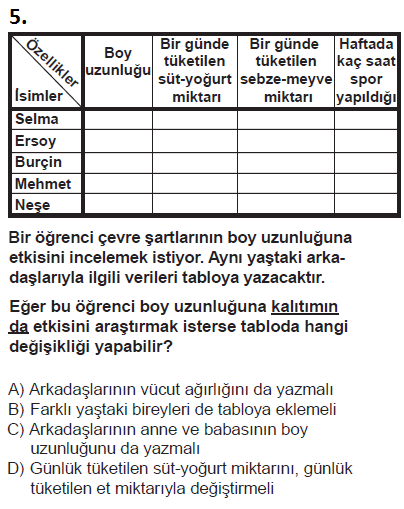 5.
Özellikler
İsimler
Boy
uzunluğu
Bir günde
tüketilen
süt-yoğurt
miktarı
Bir günde
tüketilen
sebze-meyve
miktarı
Haftada
kaç saat
spor
yapıldığı
Selma
Ersoy
Burçin
Mehmet
Neşe
Bir öğrenci çevre şartlarının boy uzunluğuna
etkisini incelemek istiyor. Aynı yaştaki arka-
daşlarıyla ilgili verileri tabloya yazacaktır.
Eğer bu öğrenci boy uzunluğuna kalıtımın
da etkisini araştırmak isterse tabloda hangi
değişikliği yapabilir?
A) Arkadaşlarının vücut ağırlığını da yazmalı
B) Farklı yaştaki bireyleri de tabloya eklemeli
C) Arkadaşlarının anne ve babasının boy
uzunluğunu da yazmalı
D) Günlük tüketilen süt-yoğurt miktarını, günlük
tüketilen et miktarıyla değiştirmeli